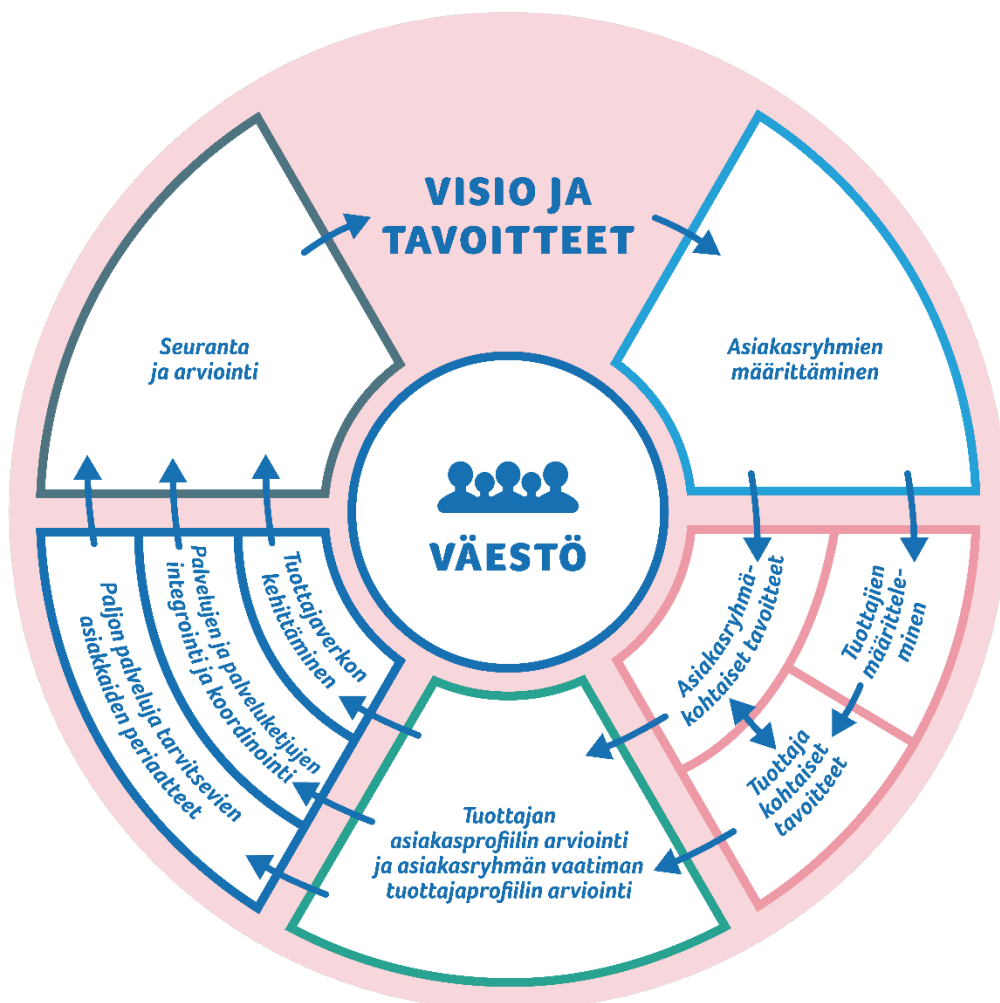 VISIO JA
TAVOITTEET
Asiakasryhmien
määrittäminen
Asiakasryhmä-
kohtaiset tavoitteet
Tuottajien
määrittele-
minen
Tuottaja
kohtaiset
tavoitteet
Tuottajan
asiakasprofiilin arviointi
ja asiakasryhmän vaatiman
tuottajaprofiilin arviointi
Tuottajaverkon
kehittäminen
Palvelujen ja palveluketjujen
integrointi ja koordinointi
Paljon palveluja tarvitsevien
asiakkaiden periaatteet
Seuranta
ja arviointi
VÄESTÖ